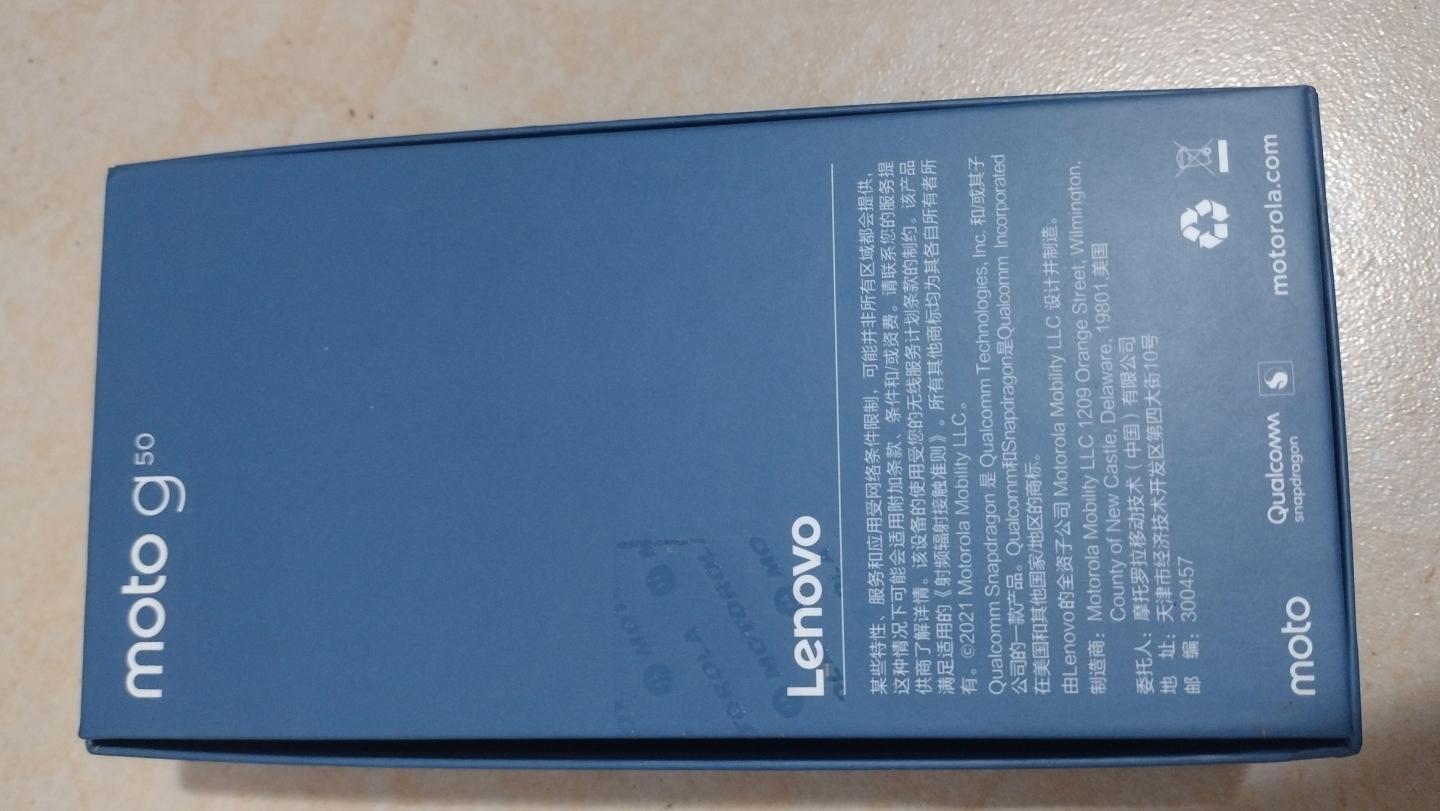 moto g 50
Lenovo
某些特性、服务和应用受网络条件限制，可能并非所有区域都会提供，
这种情况下可能会适用附加条款、条件和/或资费。请联系您的服务提
供商了解详情。该设备的使用受您的无线服务计划条款的制约。该产品
满足适用的《射频辐射接触准则》。所有其他商标均为其各自所有者所
有。©2021 Motorola Mobility LLC。
Qualcomm Snapdragon 是 Qualcomm Technologies, Inc. 和/或其子
公司的一款产品。Qualcomm和Snapdragon是Qualcomm Incorporated
在美国和其他国家/地区的商标。
由Lenovo的全资子公司 Motorola Mobility LLC 设计并制造。
制造商：Motorola Mobility LLC 1209 Orange Street, Wilmington,
County of New Castle, Delaware, 19801,美国
委托人：摩托罗拉移动技术（中国）有限公司
地 址：天津市经济技术开发区第四大街10号
邮 编：300457
moto
Qualcomm
snapdragon
motorola.com
MOTOROLA